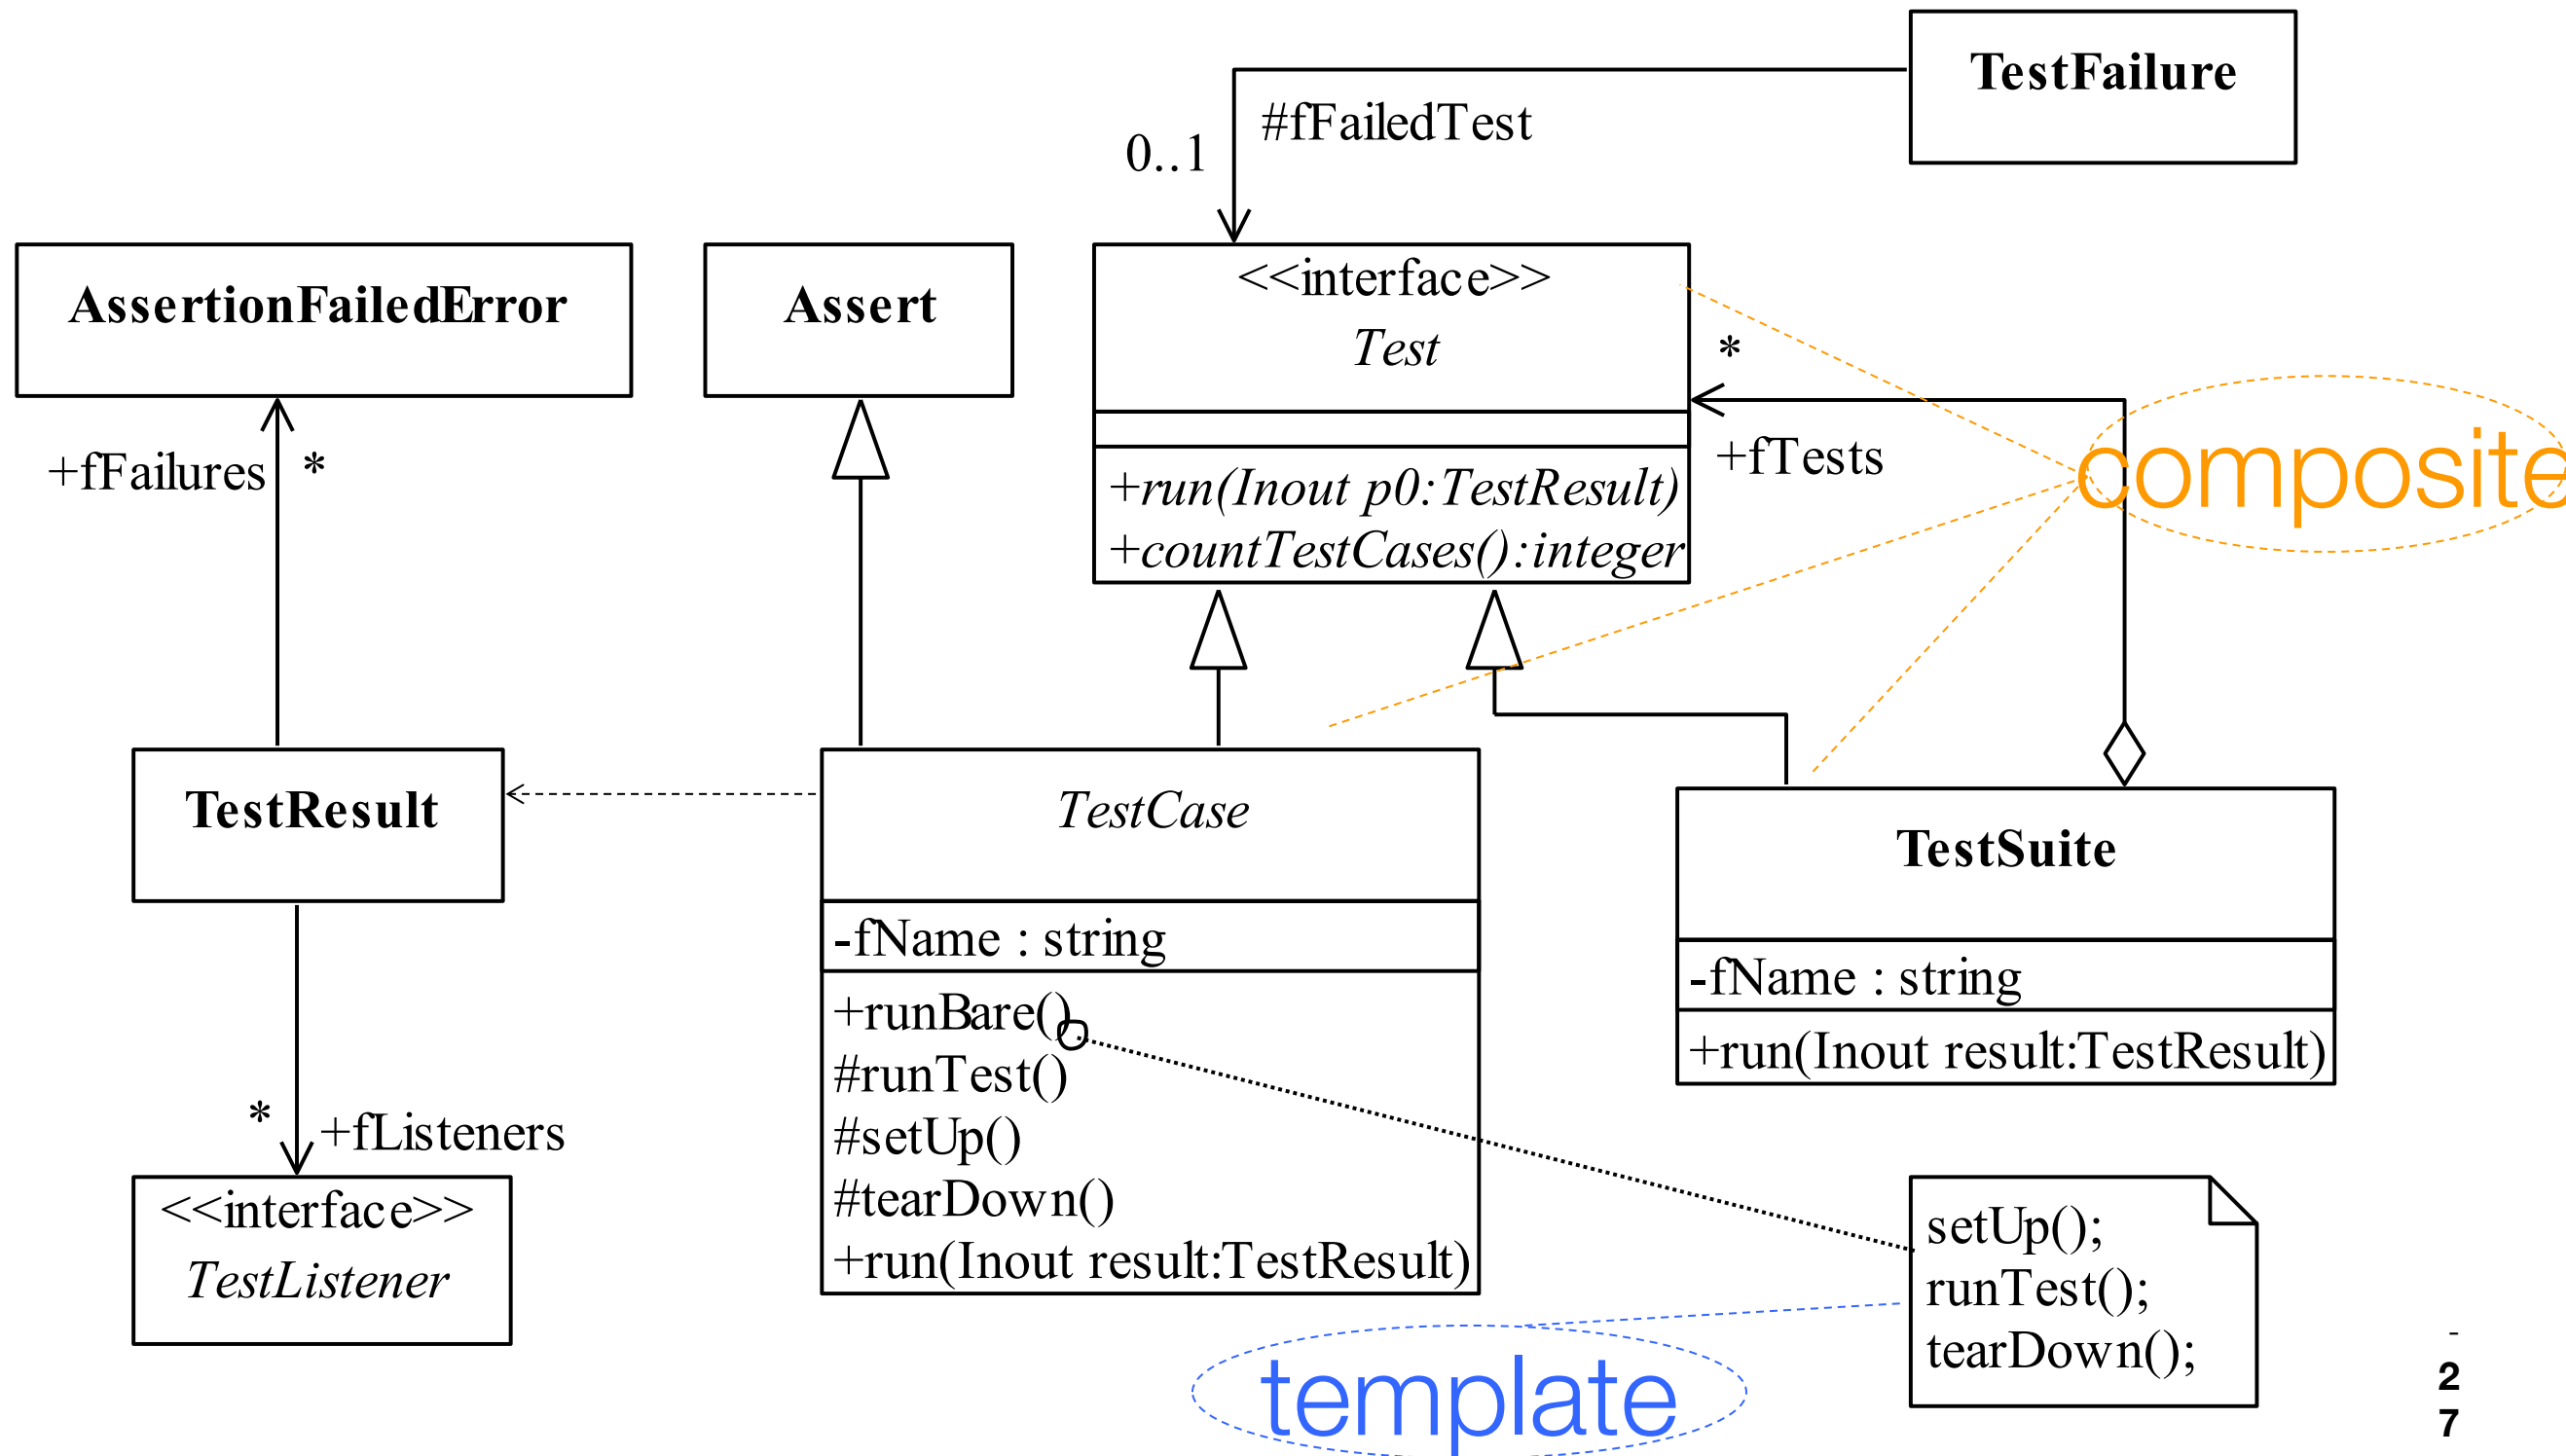 TestFailure
#fFailedTest
0..1
AssertionFailedError
Assert
<<interface>>
Test
*
+fFailures *
+fTests
composite
+run(Inout p0:TestResult)
+countTestCases():integer
TestResult
TestCase
TestSuite
-fName : string
-fName : string
+runBare()
#runTest()
#setUp()
#tearDown()
+run(Inout result:TestResult)
+run(Inout result:TestResult)
* +fListeners
<<interface>>
TestListener
setUp();
runTest();
tearDown();
template
-
2
7